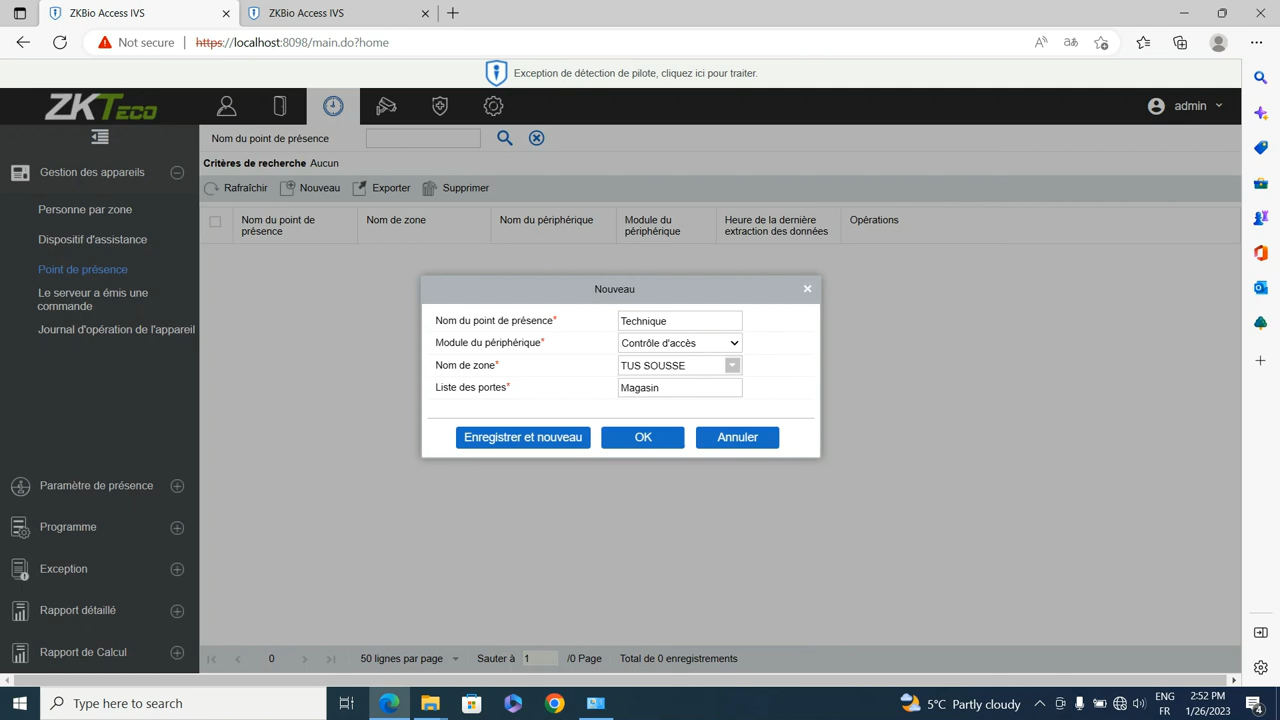 ZKBio Access IVS
ZKBio Access IVS
Not secure
https://localhost:8098/main.do?home
Exception de détection de pilote, cliquez ici pour traiter.
ZKTeco
admin
Gestion des appareils
Personne par zone
Dispositif d'assistance
Point de présence
Le serveur a émis une
commande
Journal d'opération de l'appareil
Paramètre de présence
Programme
Exception
Rapport détaillé
Rapport de Calcul
Nom du point de présence
Critères de recherche Aucun
Rafraîchir
Nouveau
Exporter
Supprimer
Nom du point de
présence
Nom de zone
Nom du périphérique
Module du
périphérique
Heure de la dernière
extraction des données
Opérations
Nouveau
Nom du point de présence*
Technique
Module du périphérique*
Contrôle d'accès
Nom de zone*
TUS SOUSSE
Liste des portes*
Magasin
Enregistrer et nouveau
OK
Annuler
0
50 lignes par page
Sauter à
1
/0 Page
Total de 0 enregistrements
Type here to search
5°C Partly cloudy
ENG
FR
2:52 PM
1/26/2023
4